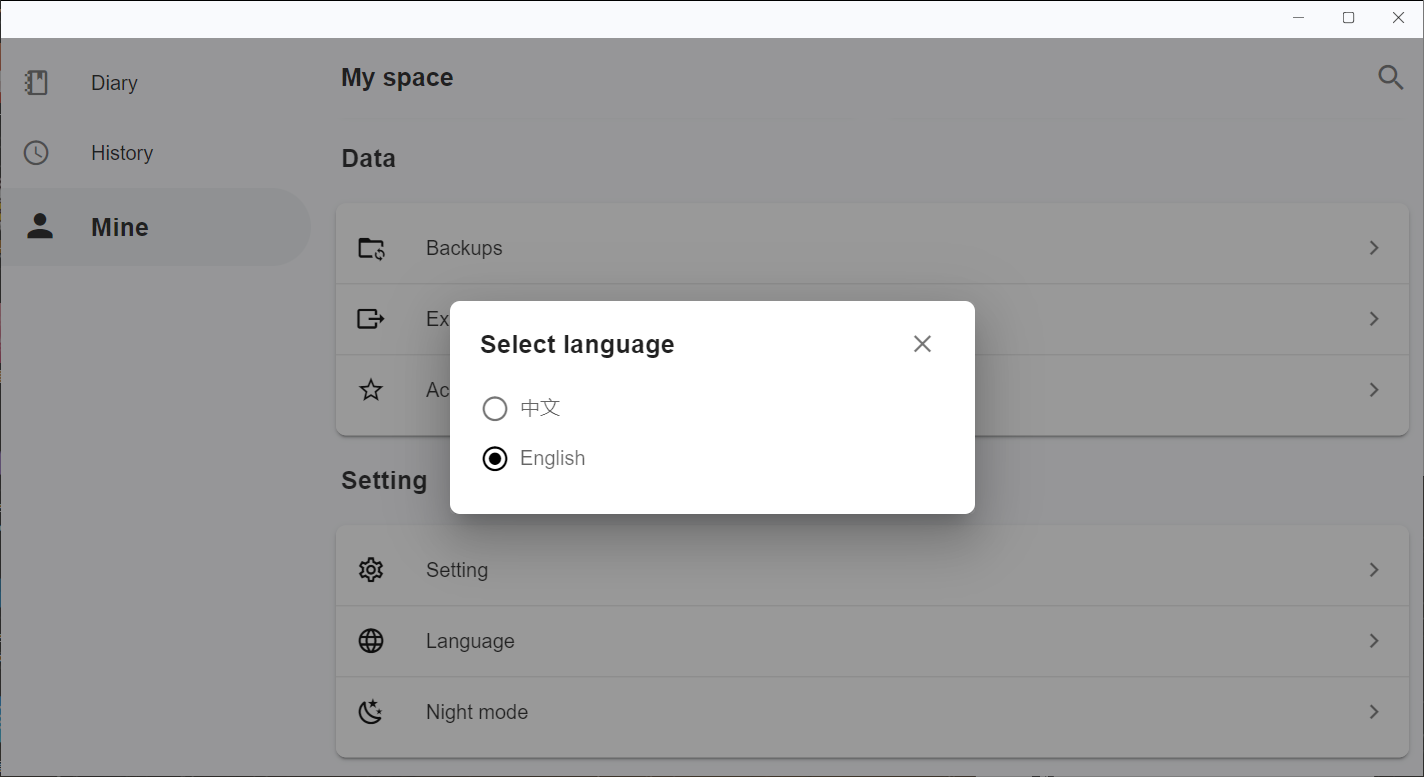 Diary
History
Mine
My space
Data
Backups
Ex
Ac
Select language
中文
English
Setting
Setting
Language
Night mode